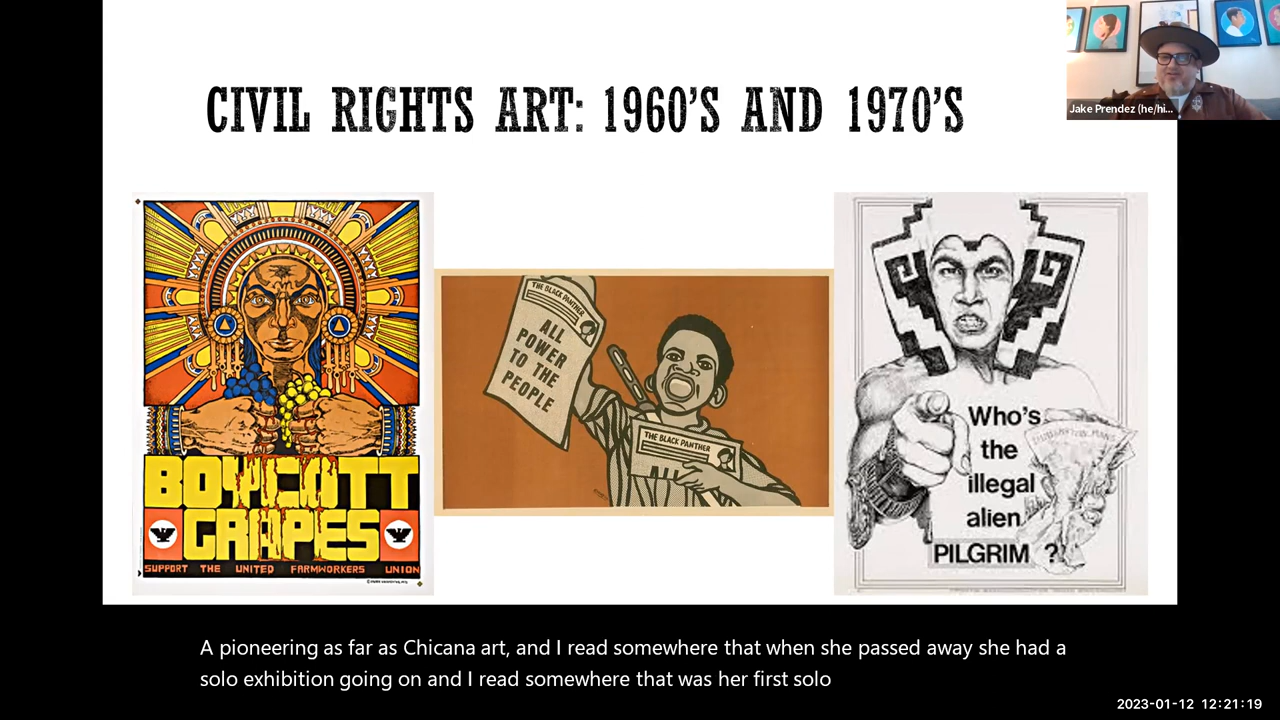 CIVIL RIGHTS ART: 1960'S AND 1970'S
Jake Prendez (he/hi...
BOYCOTT
GRAPES
SUPPORT THE UNITED FARMWORKERS UNION
THE BLACK PANTHER
ALL
POWER
TO THE
PEOPLE
THE BLACK PANTHER
ALL
Who's
the
illegal
alien
PILGRIM ?
A pioneering as far as Chicana art, and I read somewhere that when she passed away she had a
solo exhibition going on and I read somewhere that was her first solo
2023-01-12 12:21:19